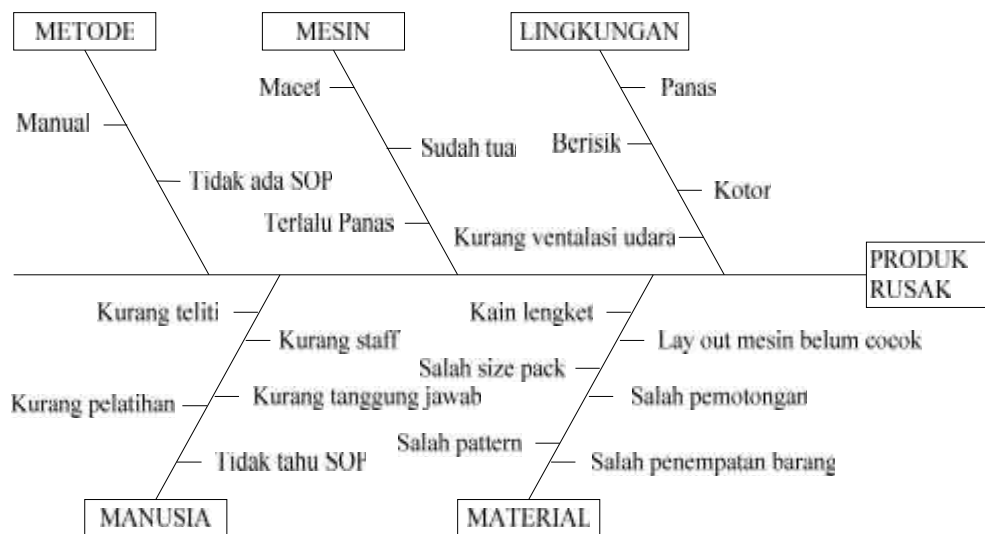 METODE
MESIN
LINGKUNGAN
Macet
Panas
Manual
Sudah tua
Berisik
Tidak ada SOP
Kotor
Terlalu Panas
Kurang ventalasi udara
PRODUK
RUSAK
Kurang teliti
Kain lengket
Kurang staff
Lay out mesin belum cocok
Salah size pack
Kurang pelatihan
Kurang tanggung jawab
Salah pemotongan
Salah pattern
Tidak tahu SOP
Salah penempatan barang
MANUSIA
MATERIAL